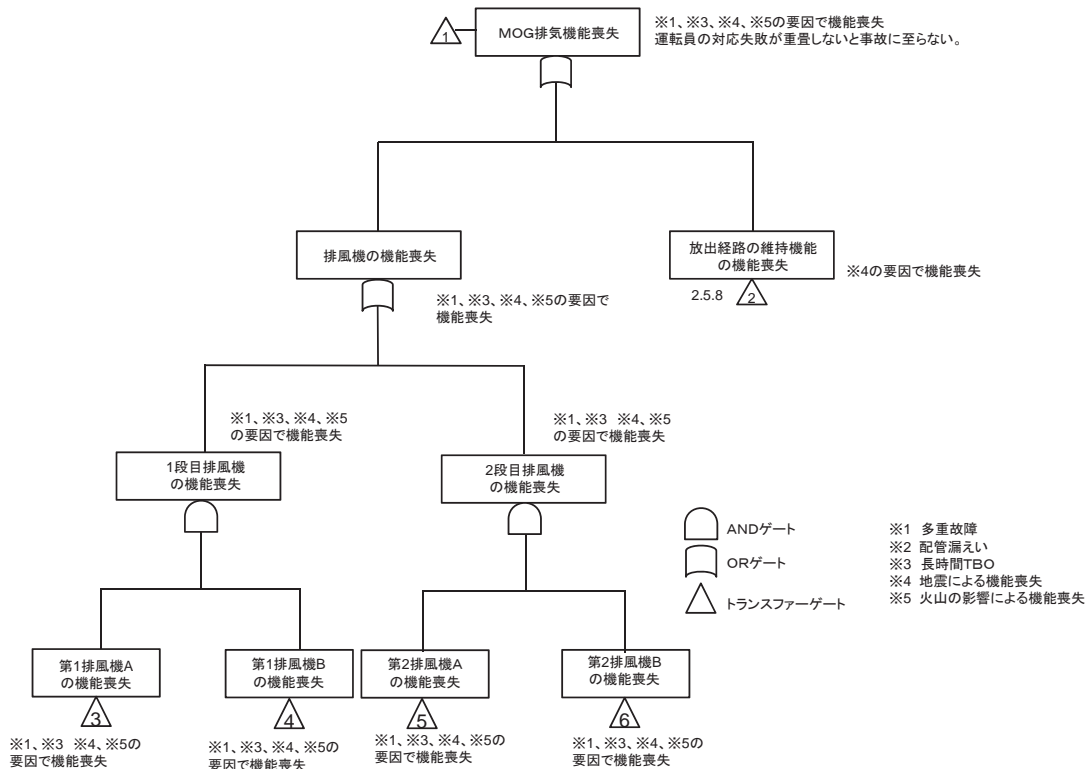 1
MOG排気機能喪失
※1、※3、※4、※5の要因で機能喪失
運転員の対応失敗が重畳しないと事故に至らない。
排風機の機能喪失
※1、※3、※4、※5の要因で
機能喪失
放出経路の維持機能
の機能喪失
2.5.8
2
※4の要因で機能喪失
※1、※3、※4、※5
の要因で機能喪失
1段目排風機
の機能喪失
※1、※3 ※4、※5
の要因で機能喪失
2段目排風機
の機能喪失
ANDゲート
ORゲート
トランスファーゲート
※1 多重故障
※2 配管漏えい
※3 長時間TBO
※4 地震による機能喪失
※5 火山の影響による機能喪失
第1排風機A
の機能喪失
3
※1、※3 ※4、※5の
要因で機能喪失
第1排風機B
の機能喪失
4
※1、※3、※4、※5の
要因で機能喪失
第2排風機A
の機能喪失
5
※1、※3、※4、※5の
要因で機能喪失
第2排風機B
の機能喪失
6
※1、※3、※4、※5の
要因で機能喪失